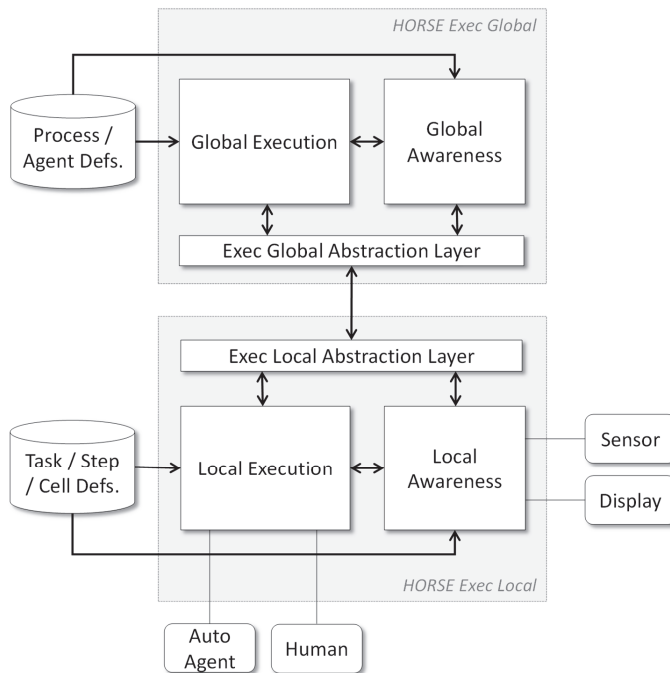 HORSE Exec Global
Process /
Agent Defs.
Global Execution
Global
Awareness
Exec Global Abstraction Layer
Exec Local Abstraction Layer
Task / Step
/ Cell Defs.
Local Execution
Local
Awareness
Sensor
Display
HORSE Exec Local
Auto
Agent
Human